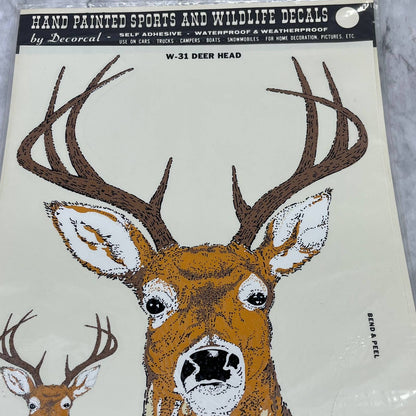 HAND PAINTED SPORTS AND WILDLIFE DECALS
by Decorcal - SELF ADHESIVE - WATERPROOF & WEATHERPROOF
USE ON CARS TRUCKS CAMPERS BOATS SNOWMOBILES - FOR HOME DECORATION, PICTURES, ETC.
W-31 DEER HEAD
BEND & PEEL